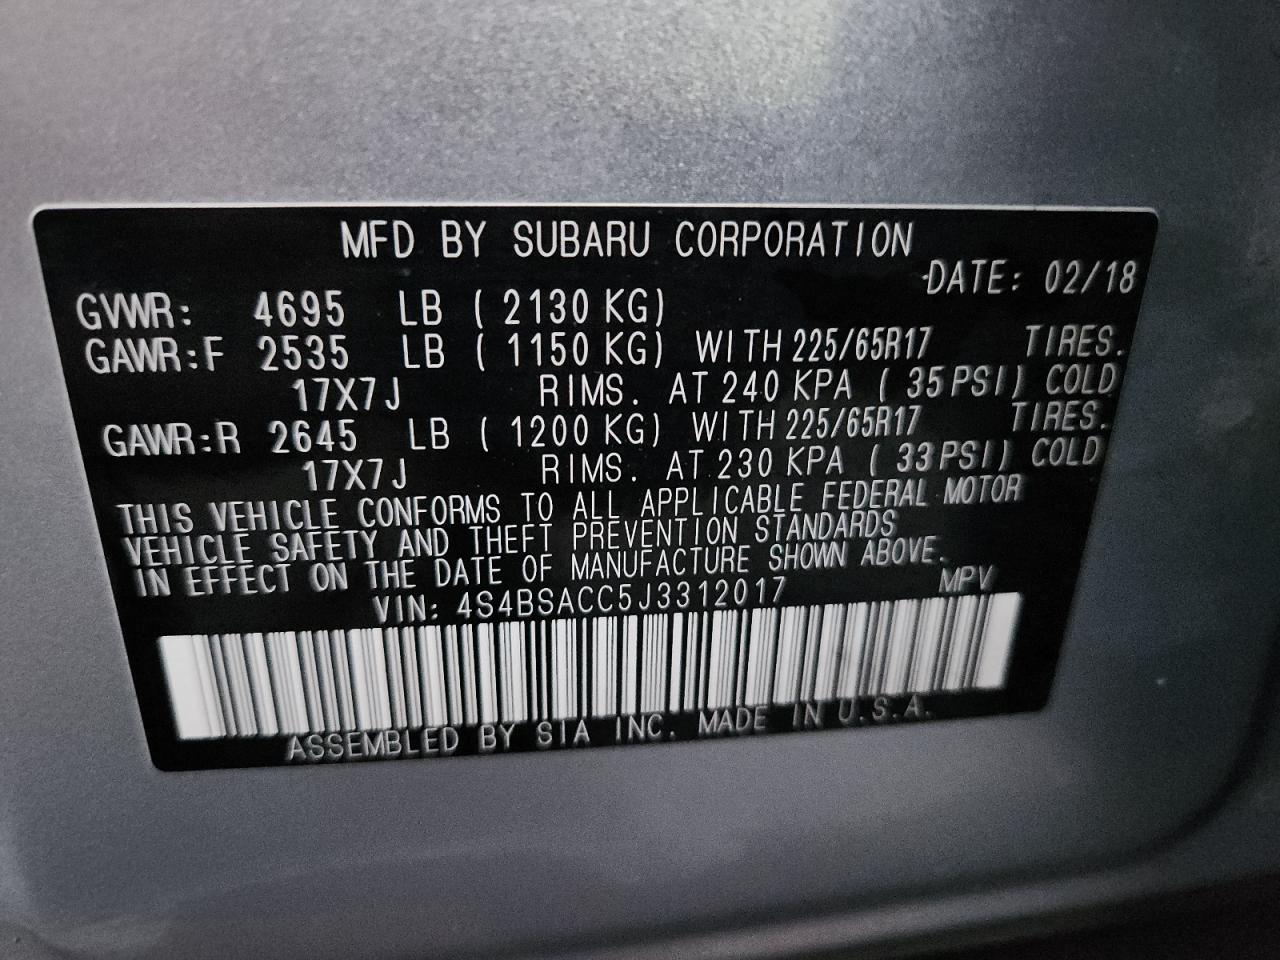 MFD BY SUBARU CORPORATION
DATE: 02/18
GVWR: 4695 LB ( 2130 KG)
GAWR:F 2535 LB ( 1150 KG) WITH 225/65R17 TIRES.
17X7J RIMS. AT 240 KPA ( 35 PSI) COLD
GAWR:R 2645 LB ( 1200 KG) WITH 225/65R17 TIRES.
17X7J RIMS. AT 230 KPA ( 33 PSI) COLD
THIS VEHICLE CONFORMS TO ALL APPLICABLE FEDERAL MOTOR
VEHICLE SAFETY AND THEFT PREVENTION STANDARDS
IN EFFECT ON THE DATE OF MANUFACTURE SHOWN ABOVE.
VIN: 4S4BSACC5J3312017 MPV
ASSEMBLED BY SIA INC. MADE IN U.S.A.